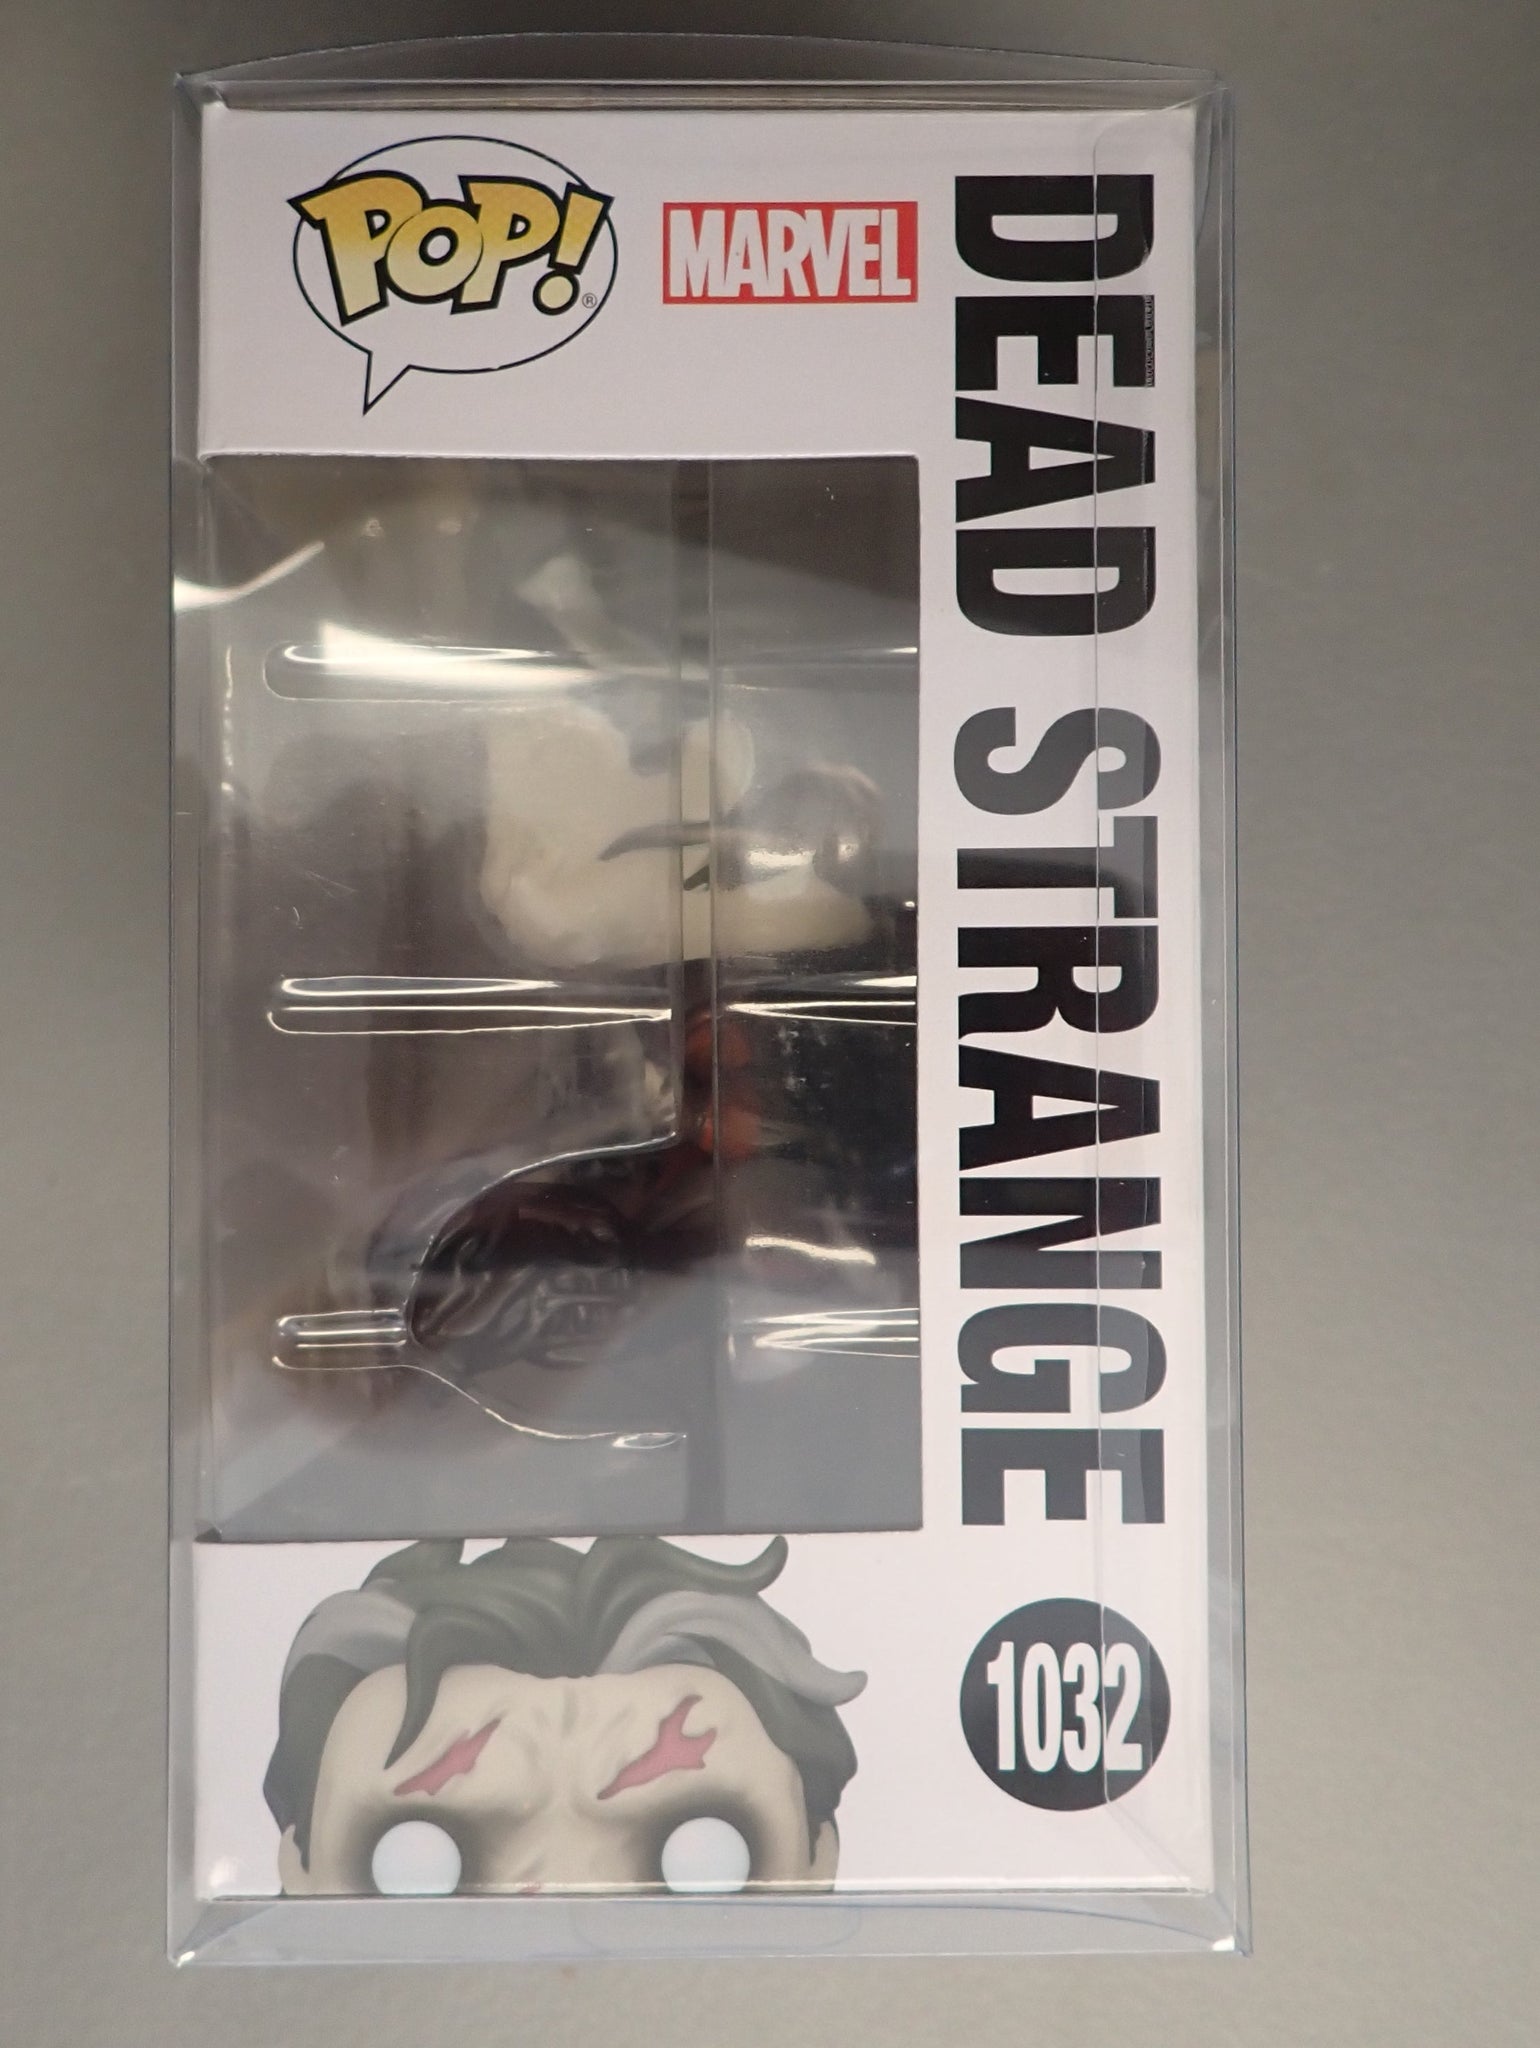 POP!®
MARVEL
DEAD STRANGE
1032